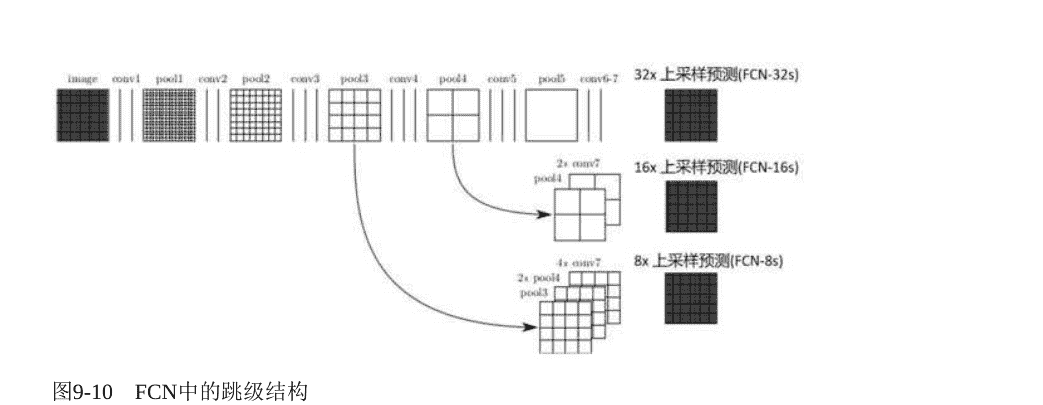 image conv1 pool1 conv2 pool2 conv3 pool3 conv4 pool4 conv5 pool5 conv6-7
32x 上采样预测(FCN-32s)
2x conv7
pool4
16x 上采样预测(FCN-16s)
4x conv7
2x pool4
pool3
8x 上采样预测(FCN-8s)
图9-10 FCN中的跳级结构